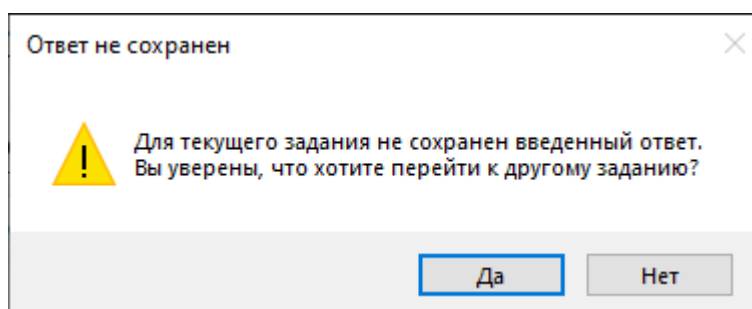 Ответ не сохранен
Для текущего задания не сохранен введенный ответ.
Вы уверены, что хотите перейти к другому заданию?
Да
Нет